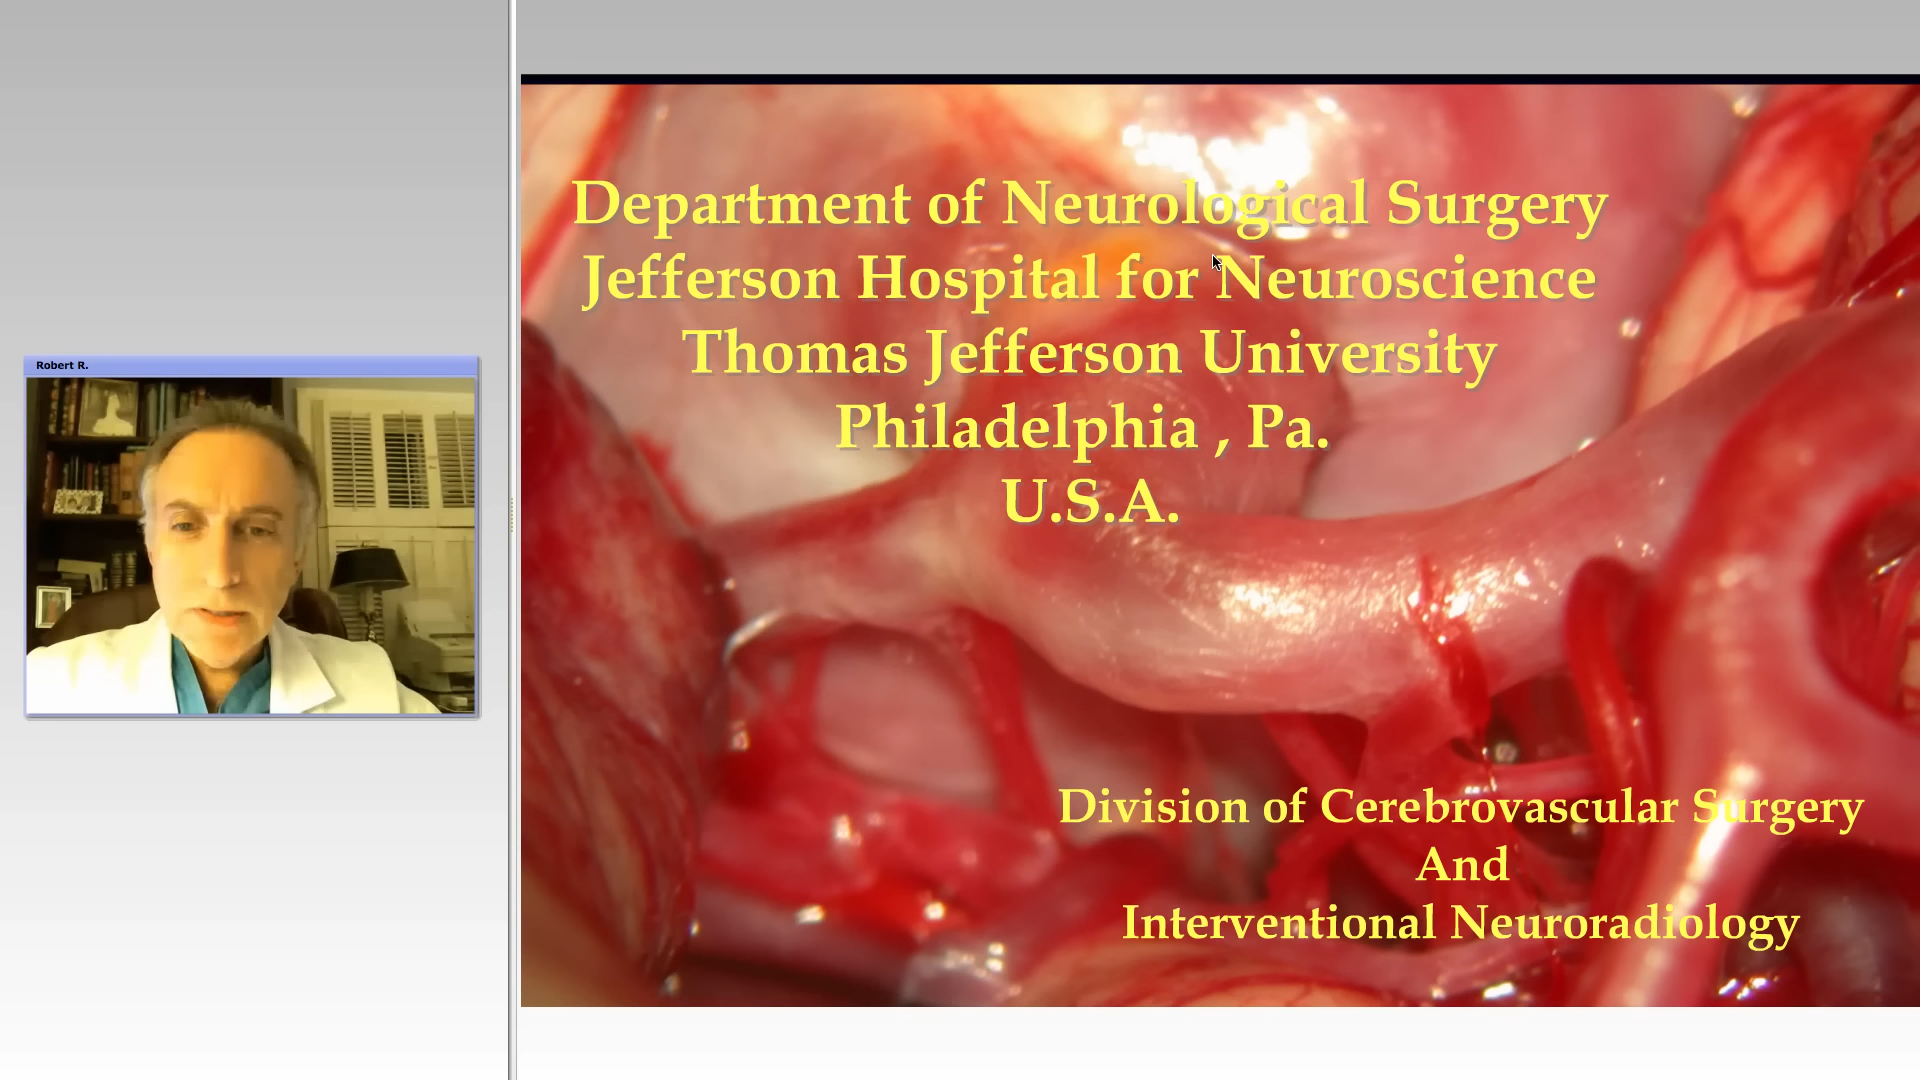 Robert R.
Department of Neurological Surgery
Jefferson Hospital for Neuroscience
Thomas Jefferson University
Philadelphia , Pa.
U.S.A.
Division of Cerebrovascular Surgery
And
Interventional Neuroradiology